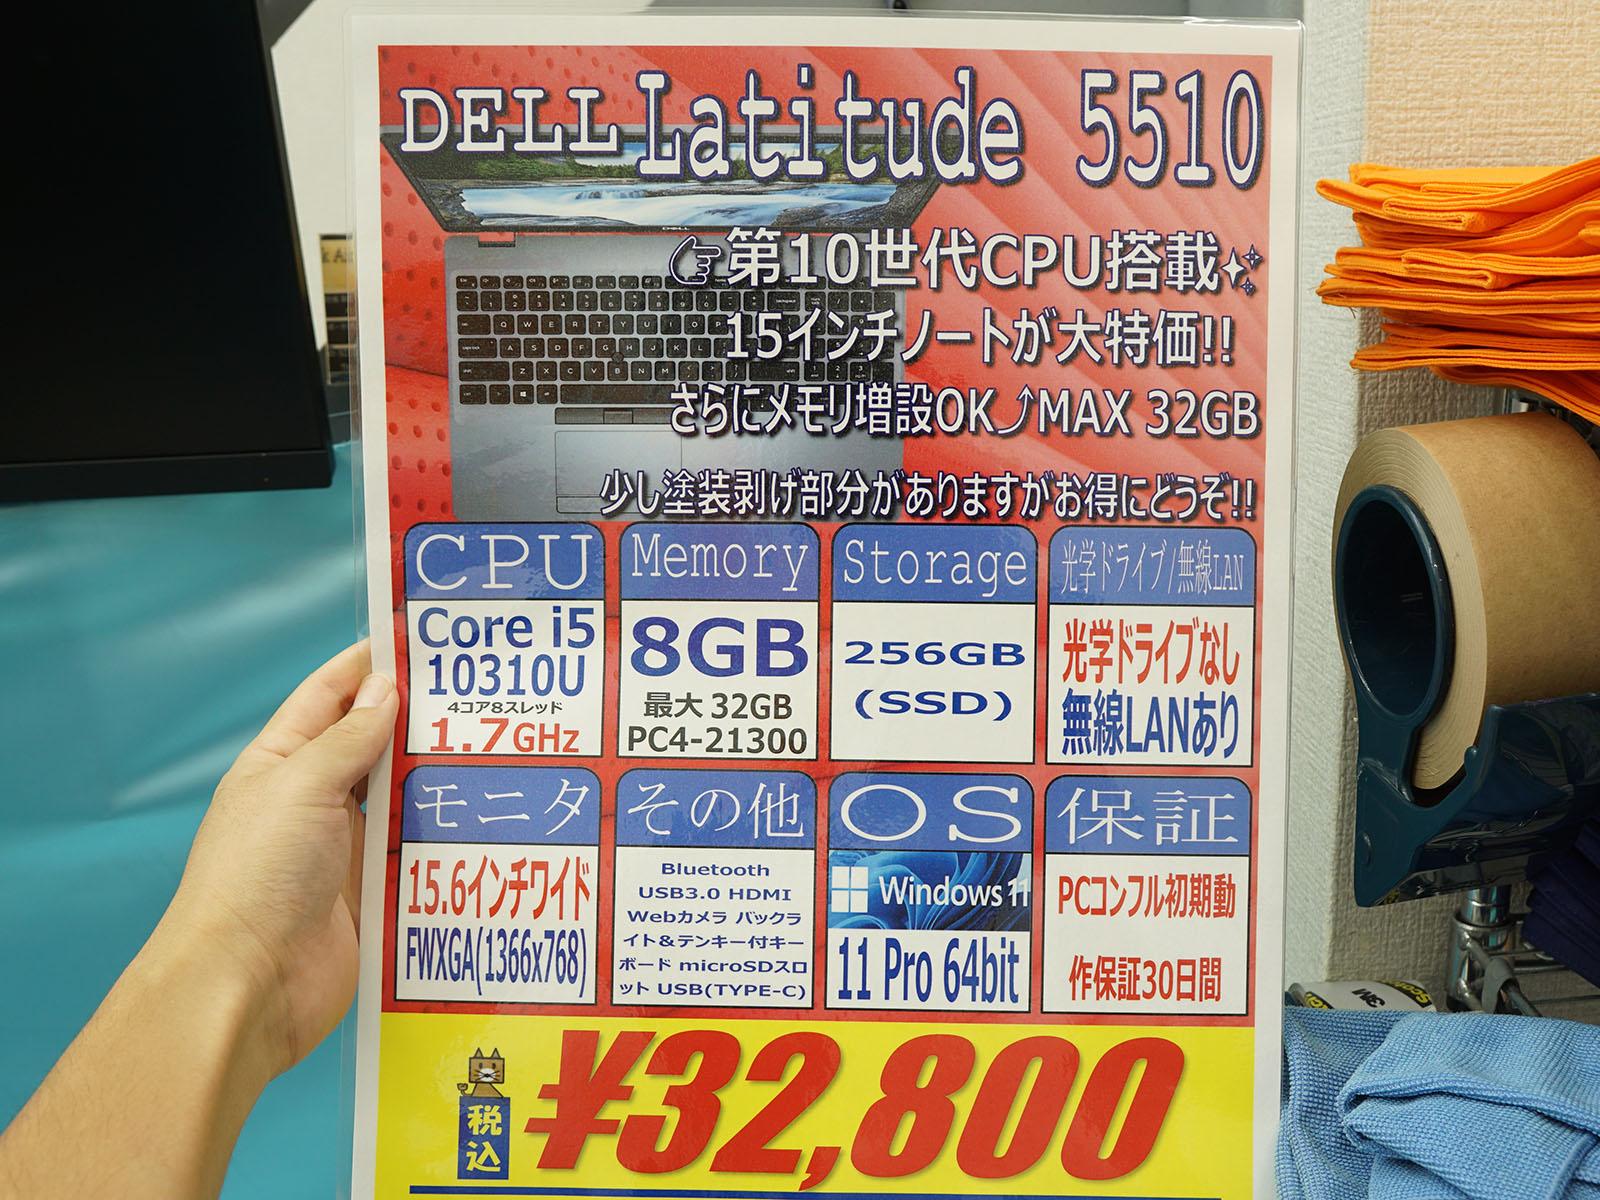 DELL Latitude 5510
☞第10世代CPU搭載✨
15インチノートが大特価!!
さらにメモリ増設OK⤴MAX 32GB
少し塗装剥げ部分がありますがお得にどうぞ!!
CPU
Core i5
10310U
4コア8スレッド
1.7GHz
Memory
8GB
最大 32GB
PC4-21300
Storage
256GB
(SSD)
光学ドライブ/無線LAN
光学ドライブなし
無線LANあり
モニタ
15.6インチワイド
FWXGA(1366x768)
その他
Bluetooth
USB3.0 HDMI
Webカメラ バックラ
イト&テンキー付キー
ボード microSDスロ
ット USB(TYPE-C)
OS
Windows 11
11 Pro 64bit
保証
PCコンフル初期動
作保証30日間
税込
¥32,800